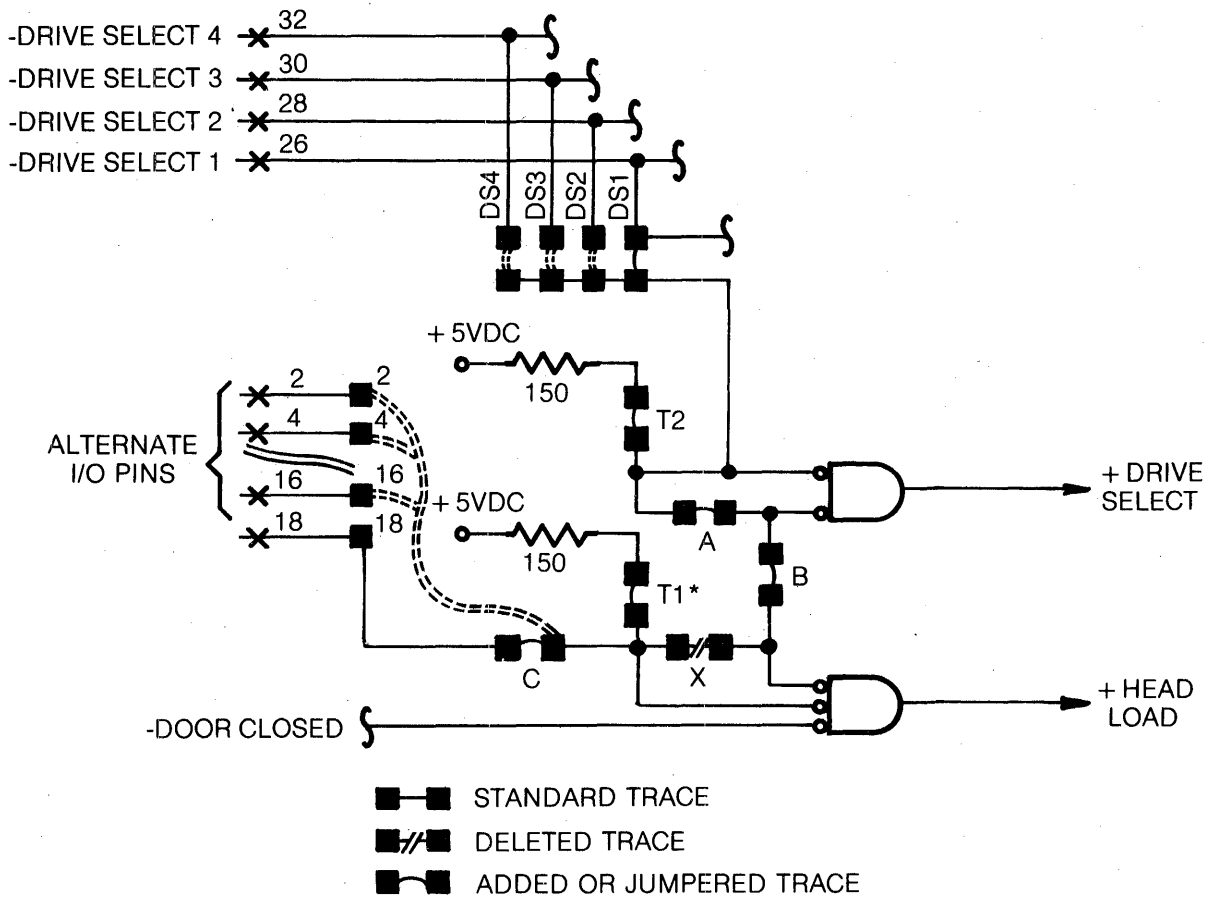 -DRIVE SELECT 4 32
-DRIVE SELECT 3 30
-DRIVE SELECT 2 28
-DRIVE SELECT 1 26
DS4 DS3 DS2 DS1
+ 5VDC
150
T2
2 2
4 4
ALTERNATE
I/O PINS
16 16
18 18
+ 5VDC
150
T1*
A
B
+ DRIVE
SELECT
C
X
-DOOR CLOSED
+ HEAD
LOAD
STANDARD TRACE
DELETED TRACE
ADDED OR JUMPERED TRACE